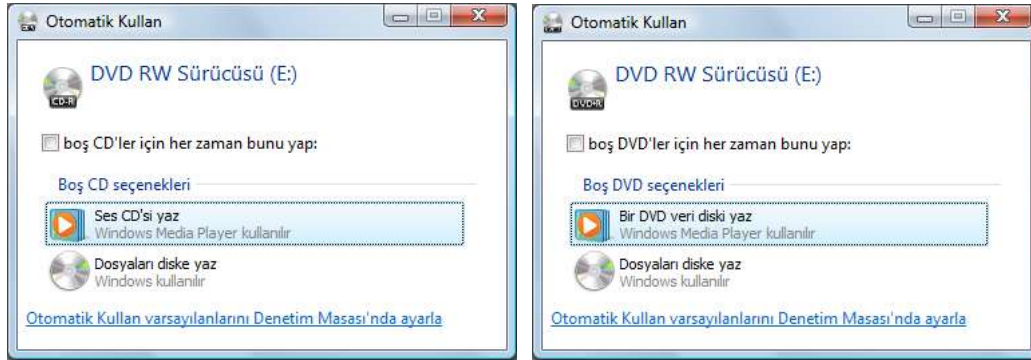 Otomatik Kullan
DVD RW Sürücüsü (E:)
CD-R
boş CD'ler için her zaman bunu yap:
Boş CD seçenekleri
Ses CD'si yaz
Windows Media Player kullanılır
Dosyaları diske yaz
Windows kullanılır
Otomatik Kullan varsayılanlarını Denetim Masası'nda ayarla
Otomatik Kullan
DVD RW Sürücüsü (E:)
DVD+R
boş DVD'ler için her zaman bunu yap:
Boş DVD seçenekleri
Bir DVD veri diski yaz
Windows Media Player kullanılır
Dosyaları diske yaz
Windows kullanılır
Otomatik Kullan varsayılanlarını Denetim Masası'nda ayarla